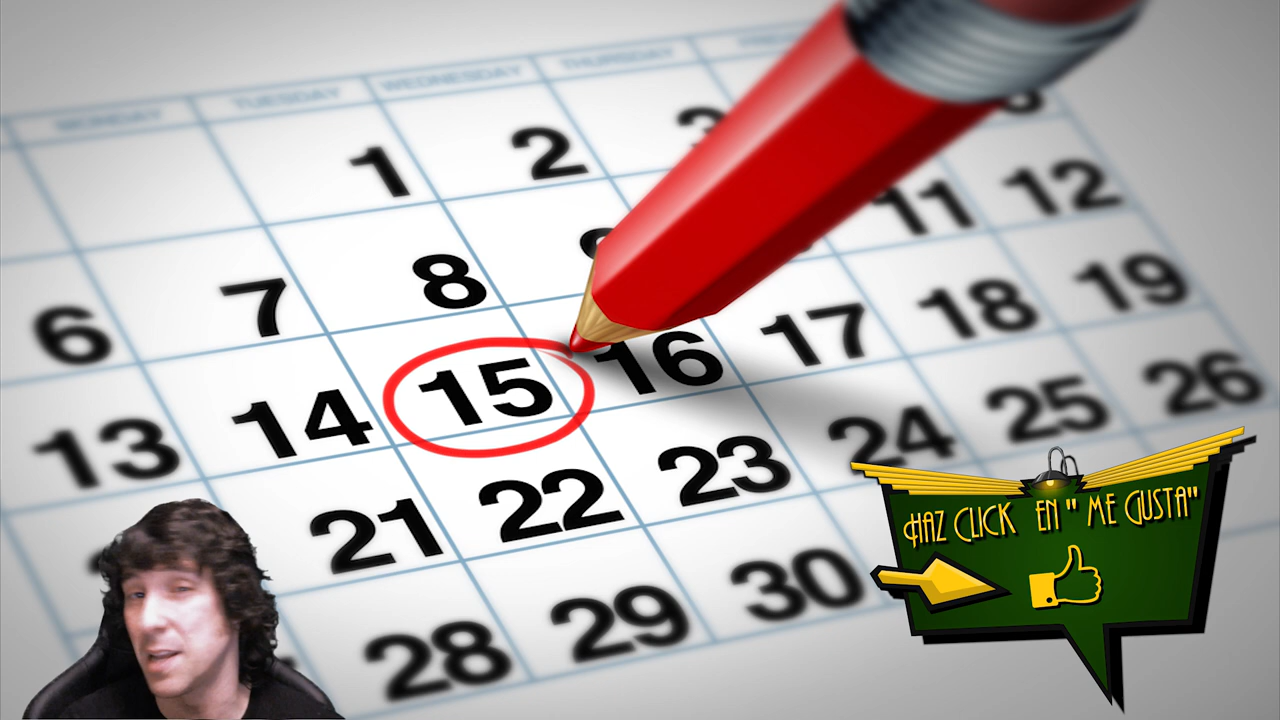 MONDAY TUESDAY WEDNESDAY THURSDAY
1 2 3
6 7 8 11 12
13 14 15 16 17 18 19
21 22 23 24 25 26
28 29 30
HAZ CLICK EN " ME GUSTA"